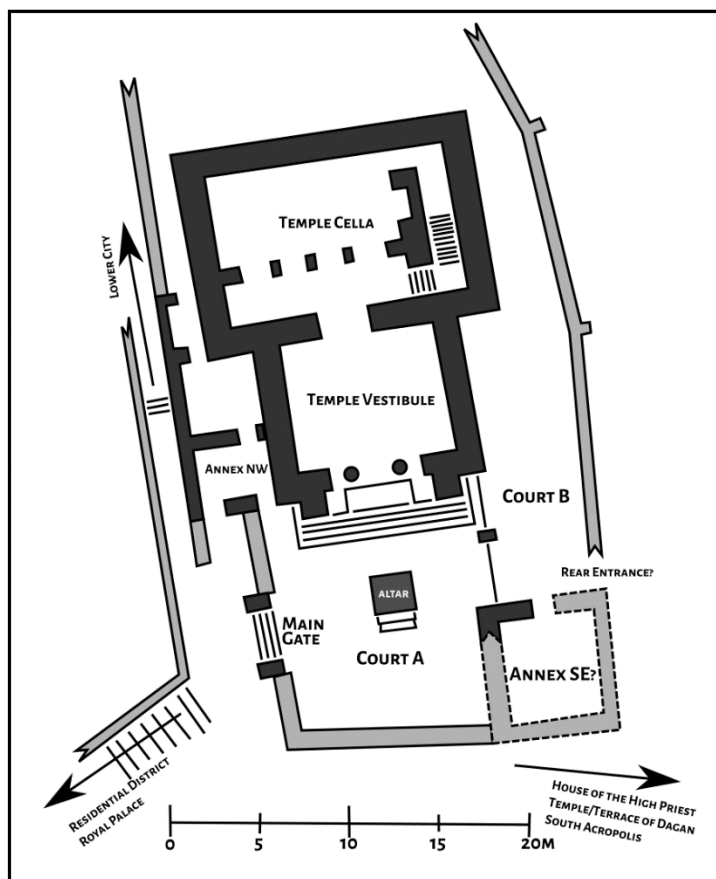 Temple Cella
Lower City
Temple Vestibule
Annex NW
Court B
Rear Entrance?
Altar
Main
Gate
Court A
Annex SE?
Residential District
Royal Palace
House of the High Priest
Temple/Terrace of Dagan
South Acropolis
0 5 10 15 20m